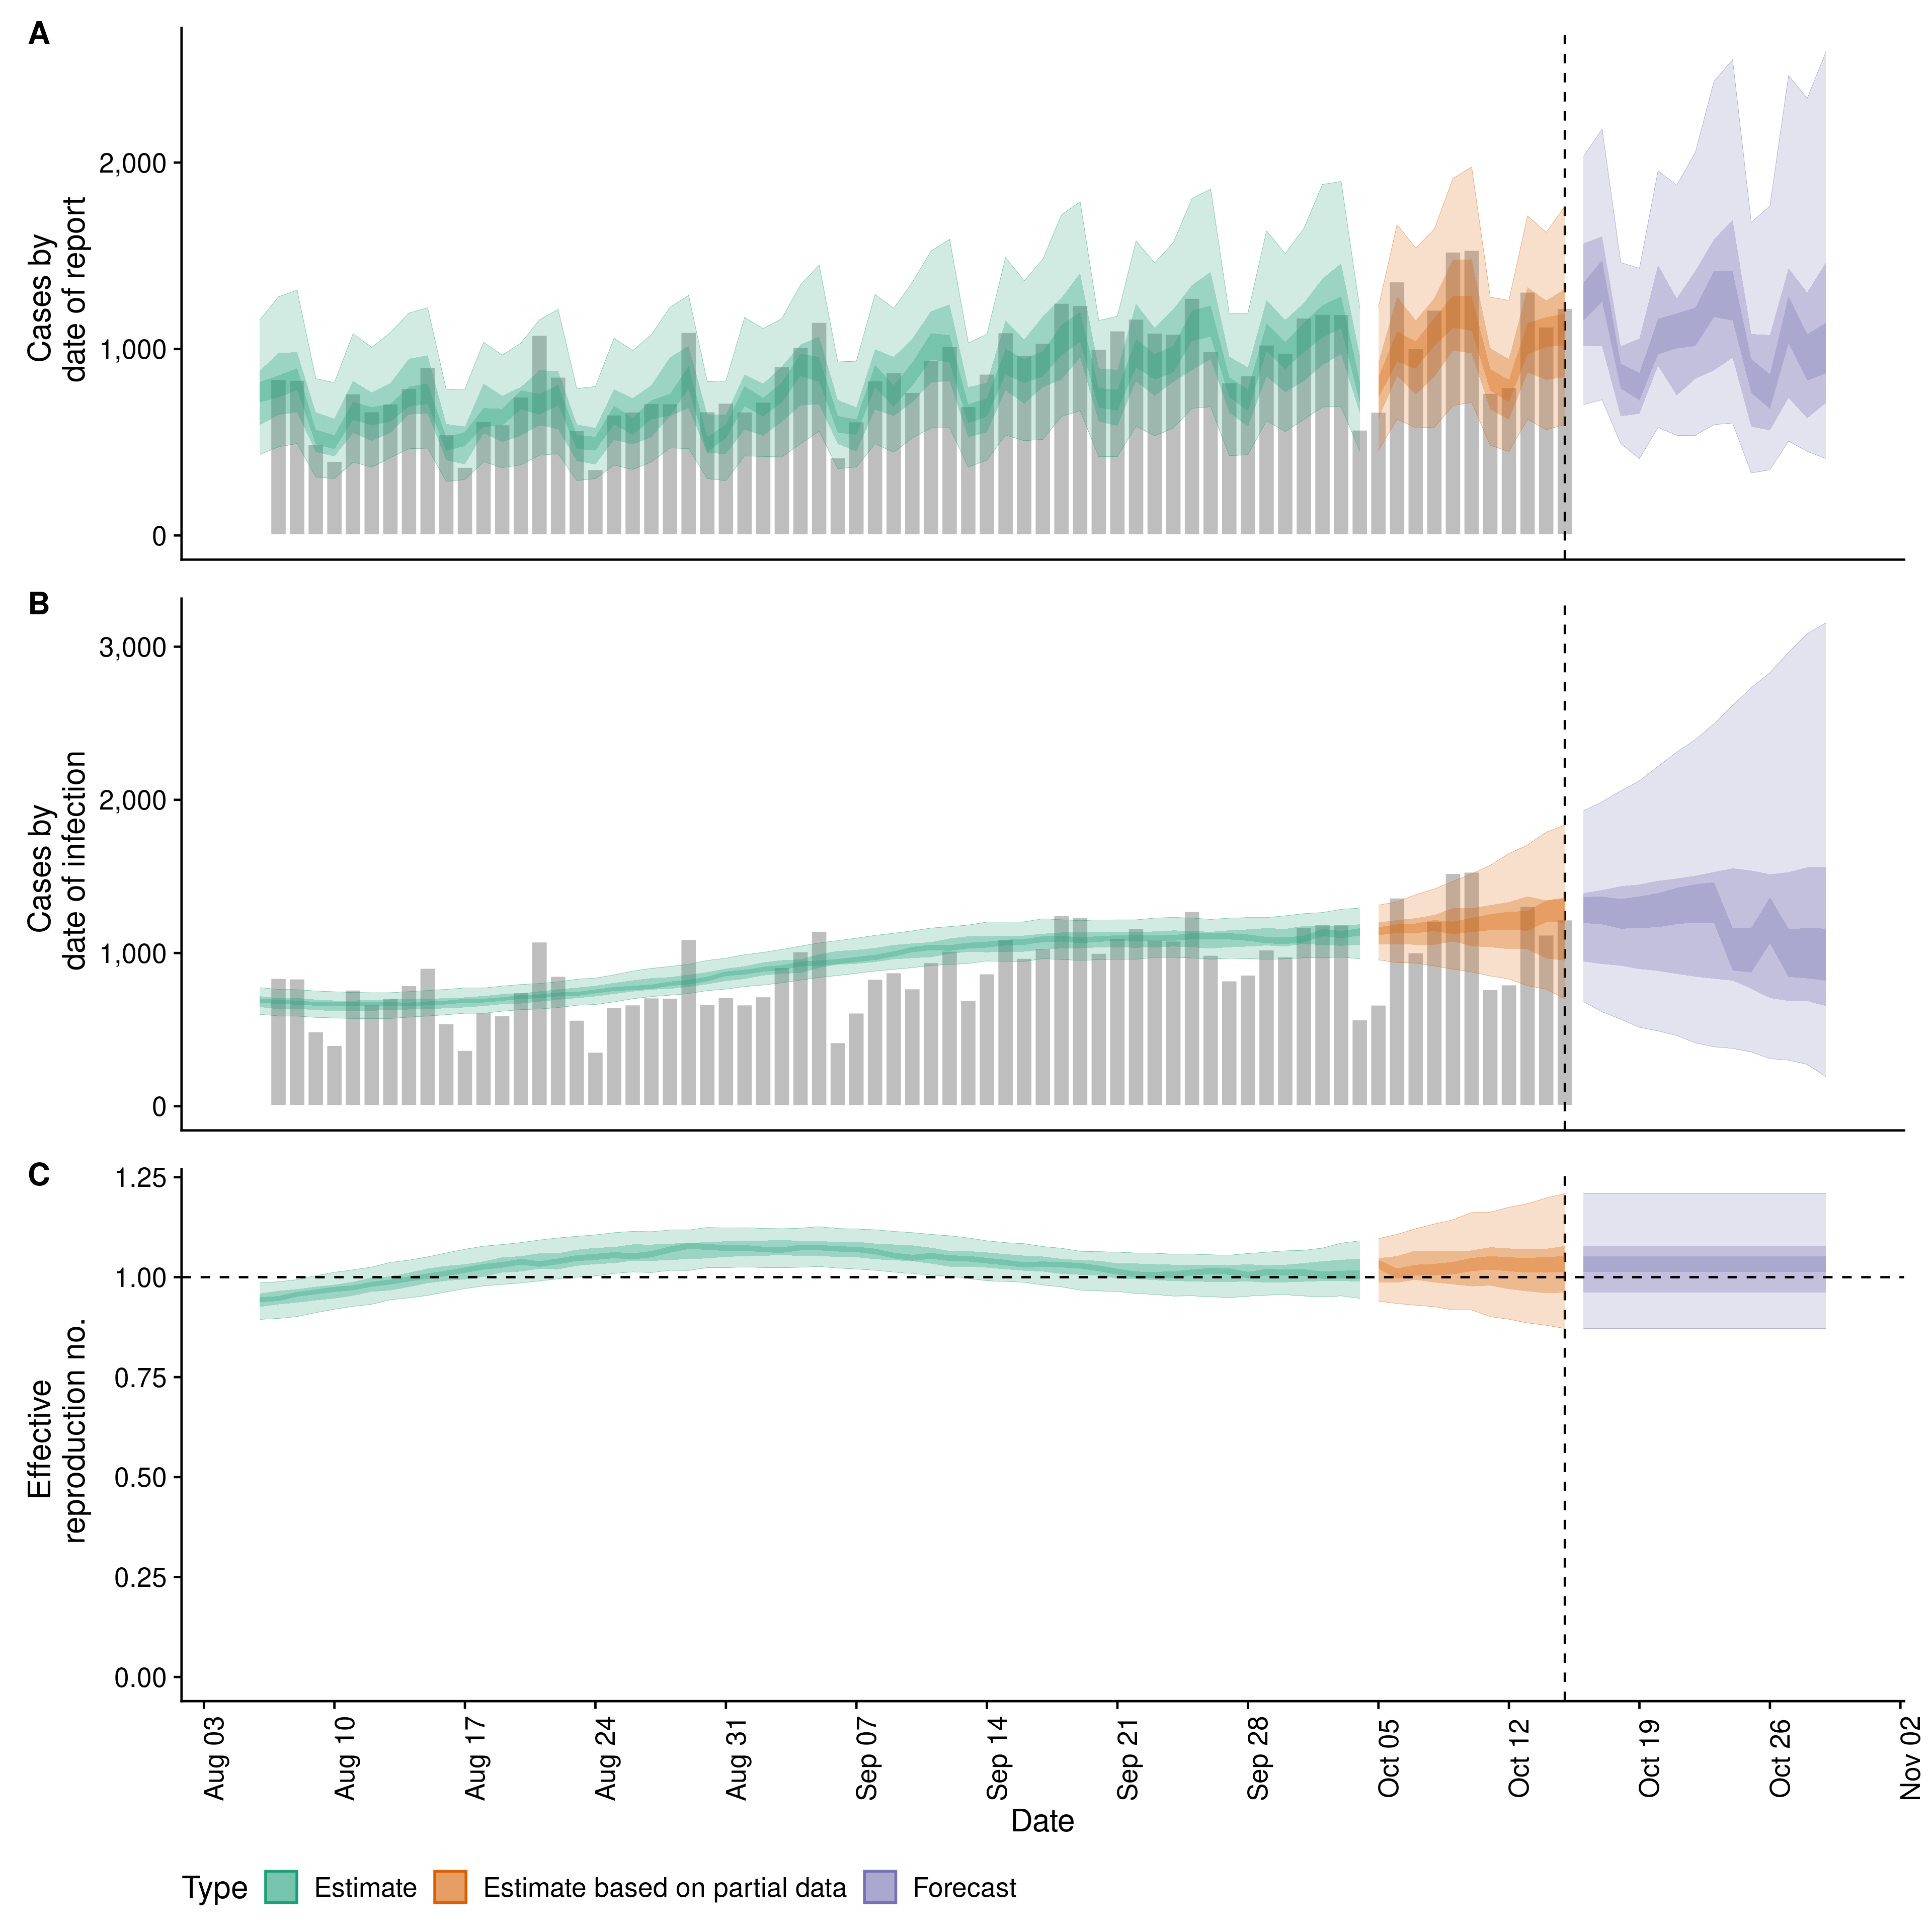 A
Cases by
date of report
2,000
1,000
0
B
Cases by
date of infection
3,000
2,000
1,000
0
C
Effective
reproduction no.
1.25
1.00
0.75
0.50
0.25
0.00
Aug 03
Aug 10
Aug 17
Aug 24
Aug 31
Sep 07
Sep 14
Sep 21
Sep 28
Oct 05
Oct 12
Oct 19
Oct 26
Nov 02
Date
Type Estimate Estimate based on partial data Forecast